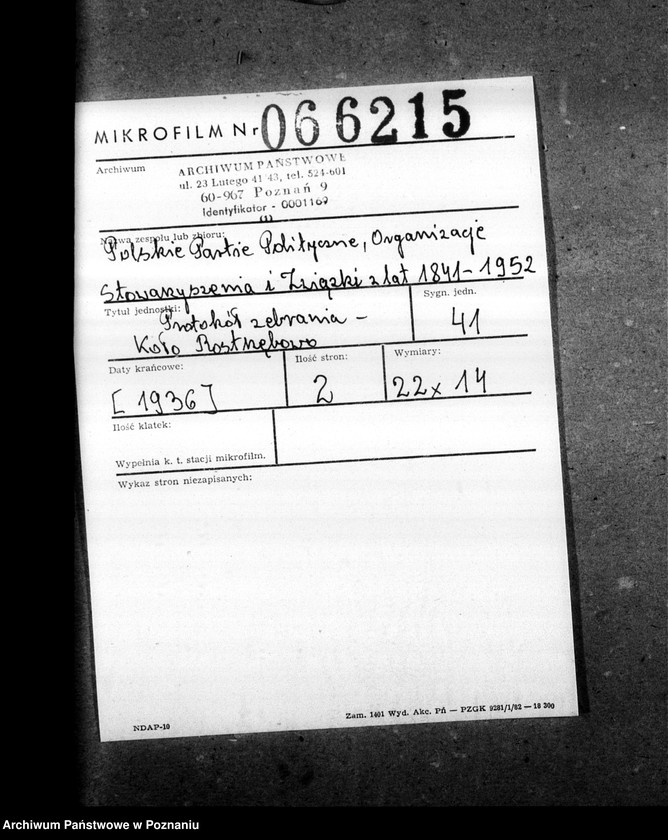 MIKROFILM Nr 066215
Archiwum
ARCHIWUM PAŃSTWOWE
ul. 23 Lutego 41/43, tel. 524-601
60-967 Poznań 9
Identyfikator - 0001169
(1)
Nazwa zespołu lub zbioru:
Polskie Partie Polityczne, Organizacje
Stowarzyszenia i Związki z lat 1841-1952
Tytuł jednostki:
Protokół zebrania -
Koło Rostrzębowo
Sygn. jedn.
41
Daty krańcowe:
[1936]
Ilość stron:
2
Wymiary:
22x14
Ilość klatek:
Wypełnia k. t. stacji mikrofilm.
Wykaz stron niezapisanych:
NDAP-10
Zam. 1401 Wyd. Akc. Pń — PZGK 9281/1/82 — 18 300
Archiwum Państwowe w Poznaniu